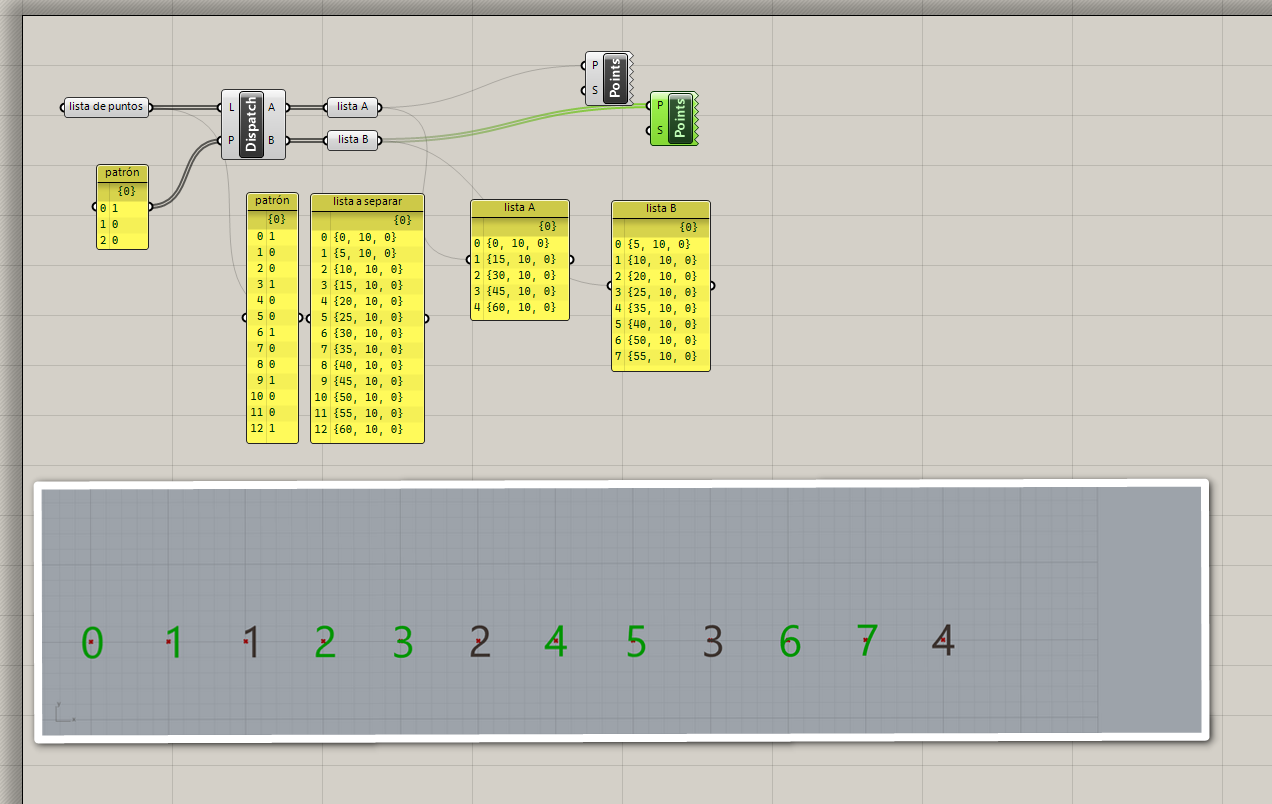 P
S
Points
P
S
Points
lista de puntos
L
P
Dispatch
A
B
lista A
lista B
patrón
{0}
0 1
1 0
2 0
patrón
{0}
0 1
1 0
2 0
3 1
4 0
5 0
6 1
7 0
8 0
9 1
10 0
11 0
12 1
lista a separar
{0}
0 {0, 10, 0}
1 {5, 10, 0}
2 {10, 10, 0}
3 {15, 10, 0}
4 {20, 10, 0}
5 {25, 10, 0}
6 {30, 10, 0}
7 {35, 10, 0}
8 {40, 10, 0}
9 {45, 10, 0}
10 {50, 10, 0}
11 {55, 10, 0}
12 {60, 10, 0}
lista A
{0}
0 {0, 10, 0}
1 {15, 10, 0}
2 {30, 10, 0}
3 {45, 10, 0}
4 {60, 10, 0}
lista B
{0}
0 {5, 10, 0}
1 {10, 10, 0}
2 {20, 10, 0}
3 {25, 10, 0}
4 {35, 10, 0}
5 {40, 10, 0}
6 {50, 10, 0}
7 {55, 10, 0}
0 1 1 2 3 2 4 5 3 6 7 4
y
x